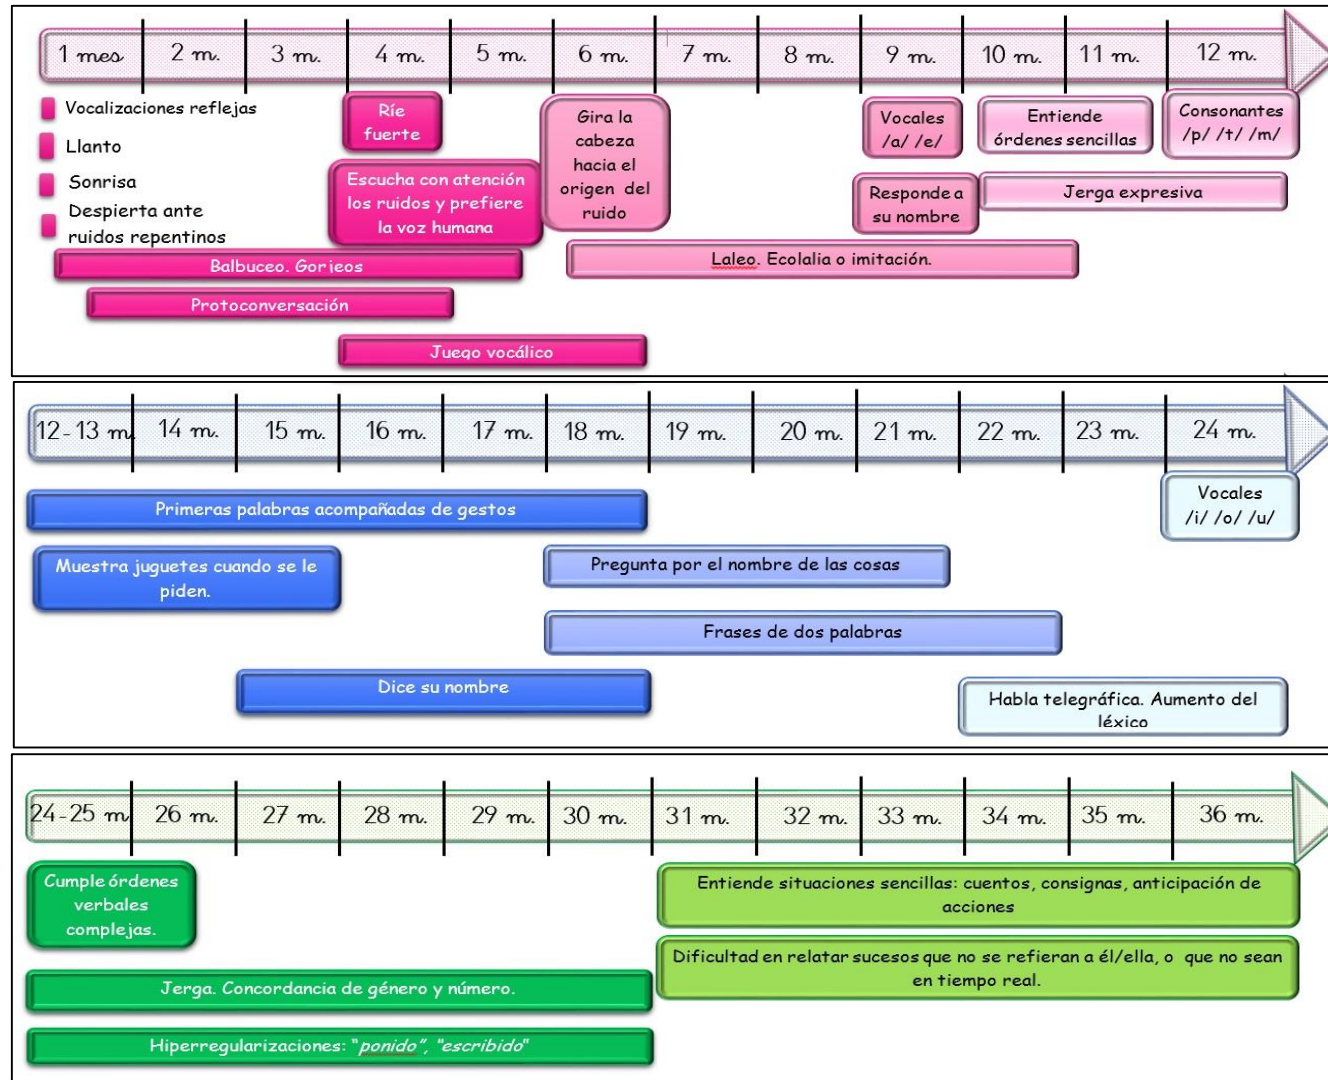 1 mes 2 m. 3 m. 4 m. 5 m. 6 m. 7 m. 8 m. 9 m. 10 m. 11 m. 12 m.
Vocalizaciones reflejas
Llanto
Sonrisa
Despierta ante
ruidos repentinos
Ríe
fuerte
Escucha con atención
los ruidos y prefiere
la voz humana
Gira la
cabeza
hacia el
origen del
ruido
Vocales
/a/ /e/
Responde a
su nombre
Entiende
órdenes sencillas
Consonantes
/p/ /t/ /m/
Jerga expresiva
Balbuceo. Gorjeos
Laleo. Ecolalia o imitación.
Protoconversación
Juego vocálico
12-13 m. 14 m. 15 m. 16 m. 17 m. 18 m. 19 m. 20 m. 21 m. 22 m. 23 m. 24 m.
Primeras palabras acompañadas de gestos
Vocales
/i/ /o/ /u/
Muestra juguetes cuando se le
piden.
Pregunta por el nombre de las cosas
Frases de dos palabras
Dice su nombre
Habla telegráfica. Aumento del
léxico
24-25 m 26 m. 27 m. 28 m. 29 m. 30 m. 31 m. 32 m. 33 m. 34 m. 35 m. 36 m.
Cumple órdenes
verbales
complejas.
Entiende situaciones sencillas: cuentos, consignas, anticipación de
acciones
Dificultad en relatar sucesos que no se refieran a él/ella, o que no sean
en tiempo real.
Jerga. Concordancia de género y número.
Hiperregularizaciones: "ponido", "escribido"